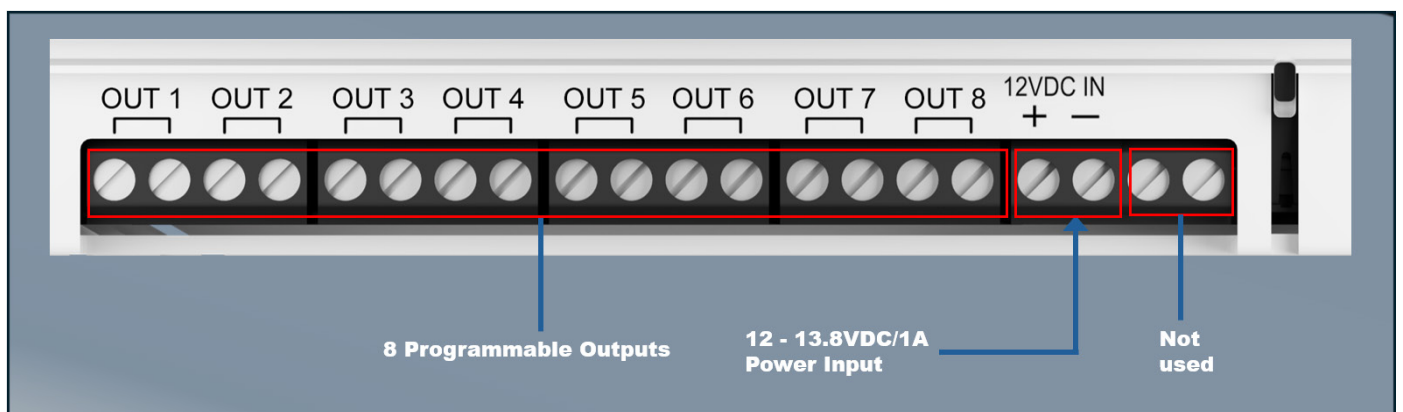 OUT 1 OUT 2 OUT 3 OUT 4 OUT 5 OUT 6 OUT 7 OUT 8 12VDC IN
+ −
8 Programmable Outputs
12 - 13.8VDC/1A
Power Input
Not
used